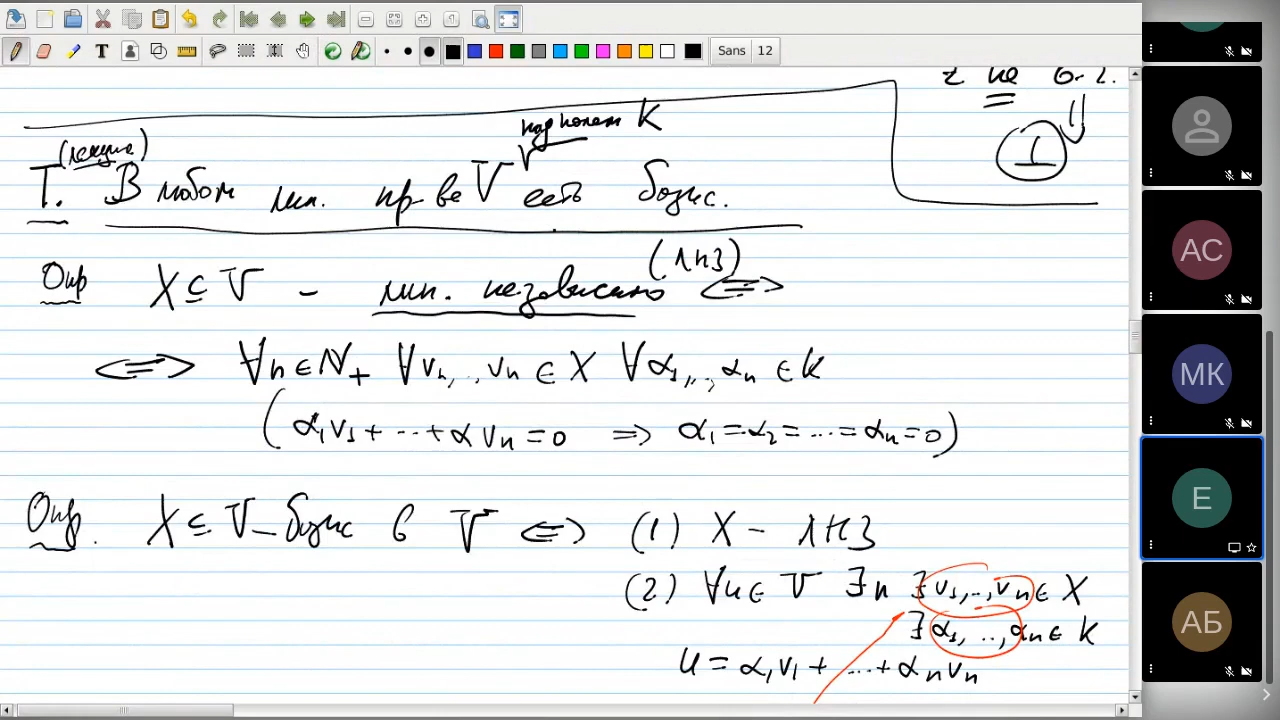 Sans 12
z не б-г.
⊥
(лекция) над полем K
Т. В любом лин. пр-ве V есть базис.
Опр X ⊆ V - лин. независимо (ЛНЗ) ⇔
⇔ ∀n ∈ N₊ ∀v₁,..,vₙ ∈ X ∀α₁,..,αₙ ∈ K
(α₁v₁ + ... + αvₙ = 0 ⇒ α₁ = α₂ = ... = αₙ = 0)
Опр. X ⊆ V - базис в V ⇔ (1) X - ЛНЗ
(2) ∀u ∈ V ∃n ∃v₁,..,vₙ ∈ X
∃α₁, ..,αₙ ∈ K
u = α₁v₁ + ... + αₙvₙ
АС
МК
Е
АБ